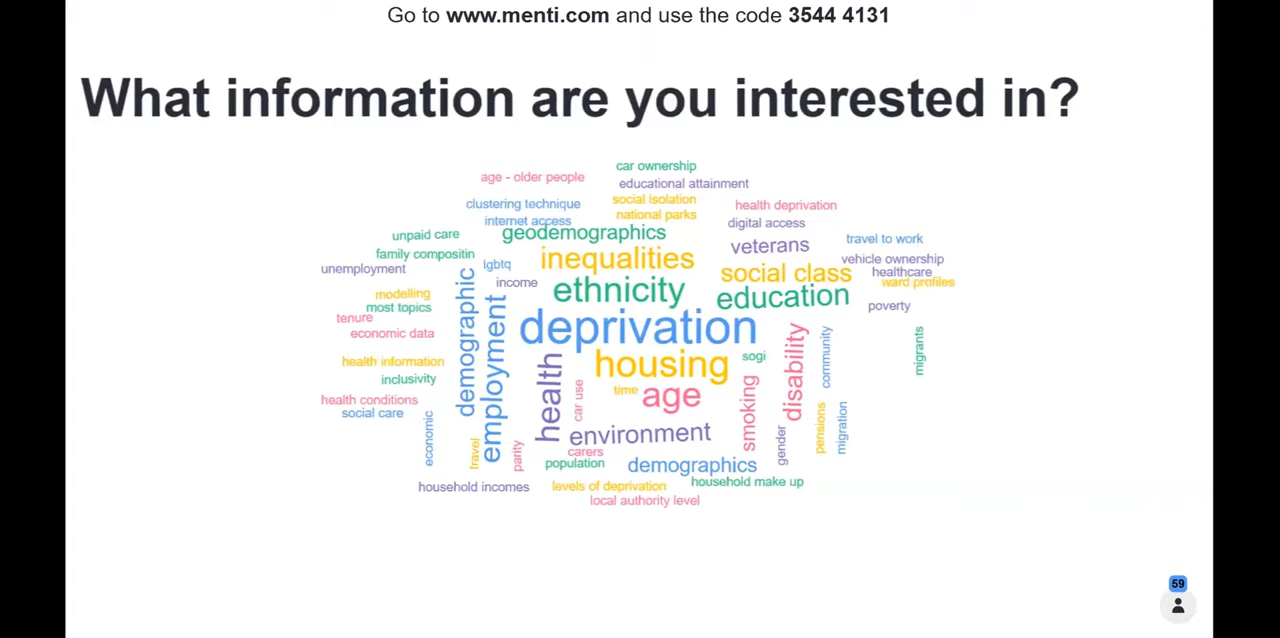 Go to www.menti.com and use the code 3544 4131
What information are you interested in?
car ownership
age - older people
educational attainment
clustering technique
social isolation
health deprivation
internet access
national parks
digital access
unpaid care
geodemographics
veterans
travel to work
family compositin
lgbtq
inequalities
social class
vehicle ownership
unemployment
income
healthcare
ward profiles
modelling
ethnicity
education
poverty
most topics
tenure
economic data
demographic
employment
deprivation
housing
sogi
disability
community
migrants
health information
inclusivity
health
car use
time
age
smoking
health conditions
social care
economic
environment
gender
pensions
migration
travel
parity
carers
population
demographics
household make up
household incomes
levels of deprivation
local authority level
59